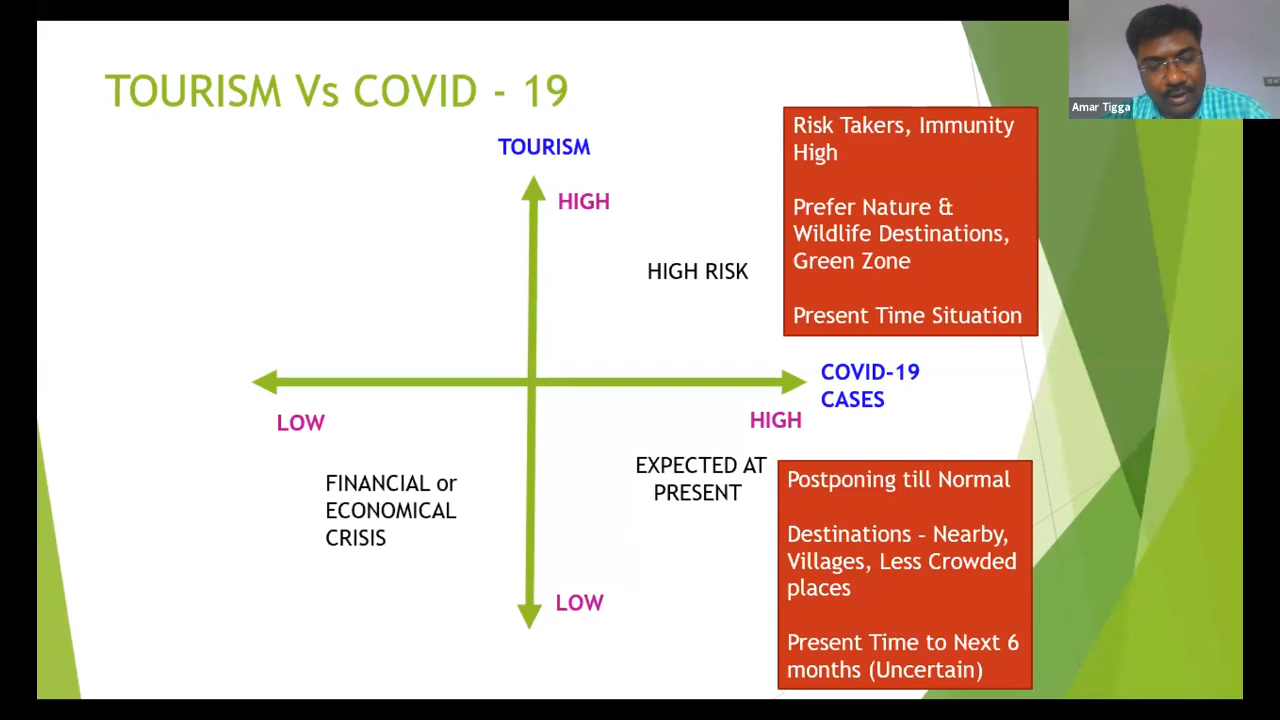 TOURISM Vs COVID - 19
Amar Tigga
TOURISM
HIGH
HIGH RISK
Risk Takers, Immunity
High
Prefer Nature &
Wildlife Destinations,
Green Zone
Present Time Situation
COVID-19
CASES
LOW
HIGH
FINANCIAL or
ECONOMICAL
CRISIS
EXPECTED AT
PRESENT
LOW
Postponing till Normal
Destinations – Nearby,
Villages, Less Crowded
places
Present Time to Next 6
months (Uncertain)